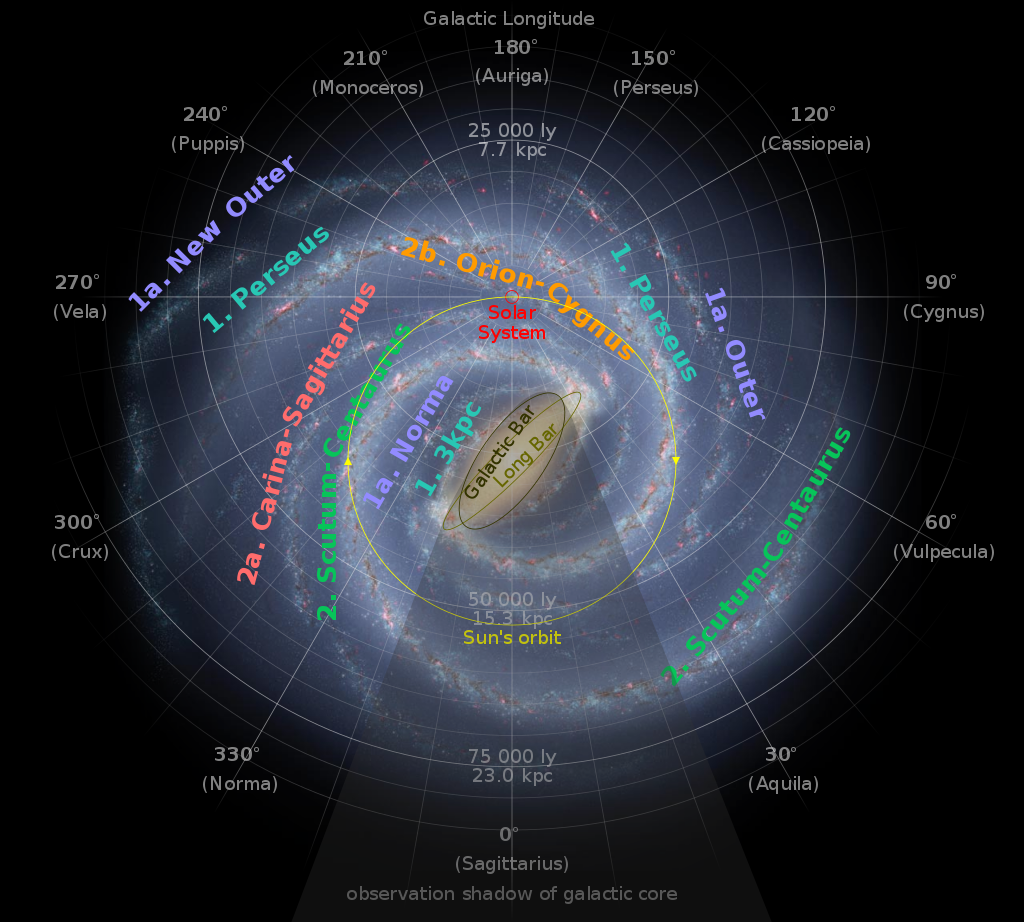 Galactic Longitude
180°
(Auriga)
210°
(Monoceros)
150°
(Perseus)
240°
(Puppis)
120°
(Cassiopeia)
25 000 ly
7.7 kpc
1a. New Outer
1. Perseus
2b. Orion-Cygnus
1. Perseus
1a. Outer
270°
(Vela)
90°
(Cygnus)
Solar
System
2a. Carina-Sagittarius
2. Scutum-Centaurus
1a. Norma
1. 3kpc
Galactic Bar
Long Bar
2. Scutum-Centaurus
300°
(Crux)
60°
(Vulpecula)
50 000 ly
15.3 kpc
Sun's orbit
330°
(Norma)
30°
(Aquila)
75 000 ly
23.0 kpc
0°
(Sagittarius)
observation shadow of galactic core